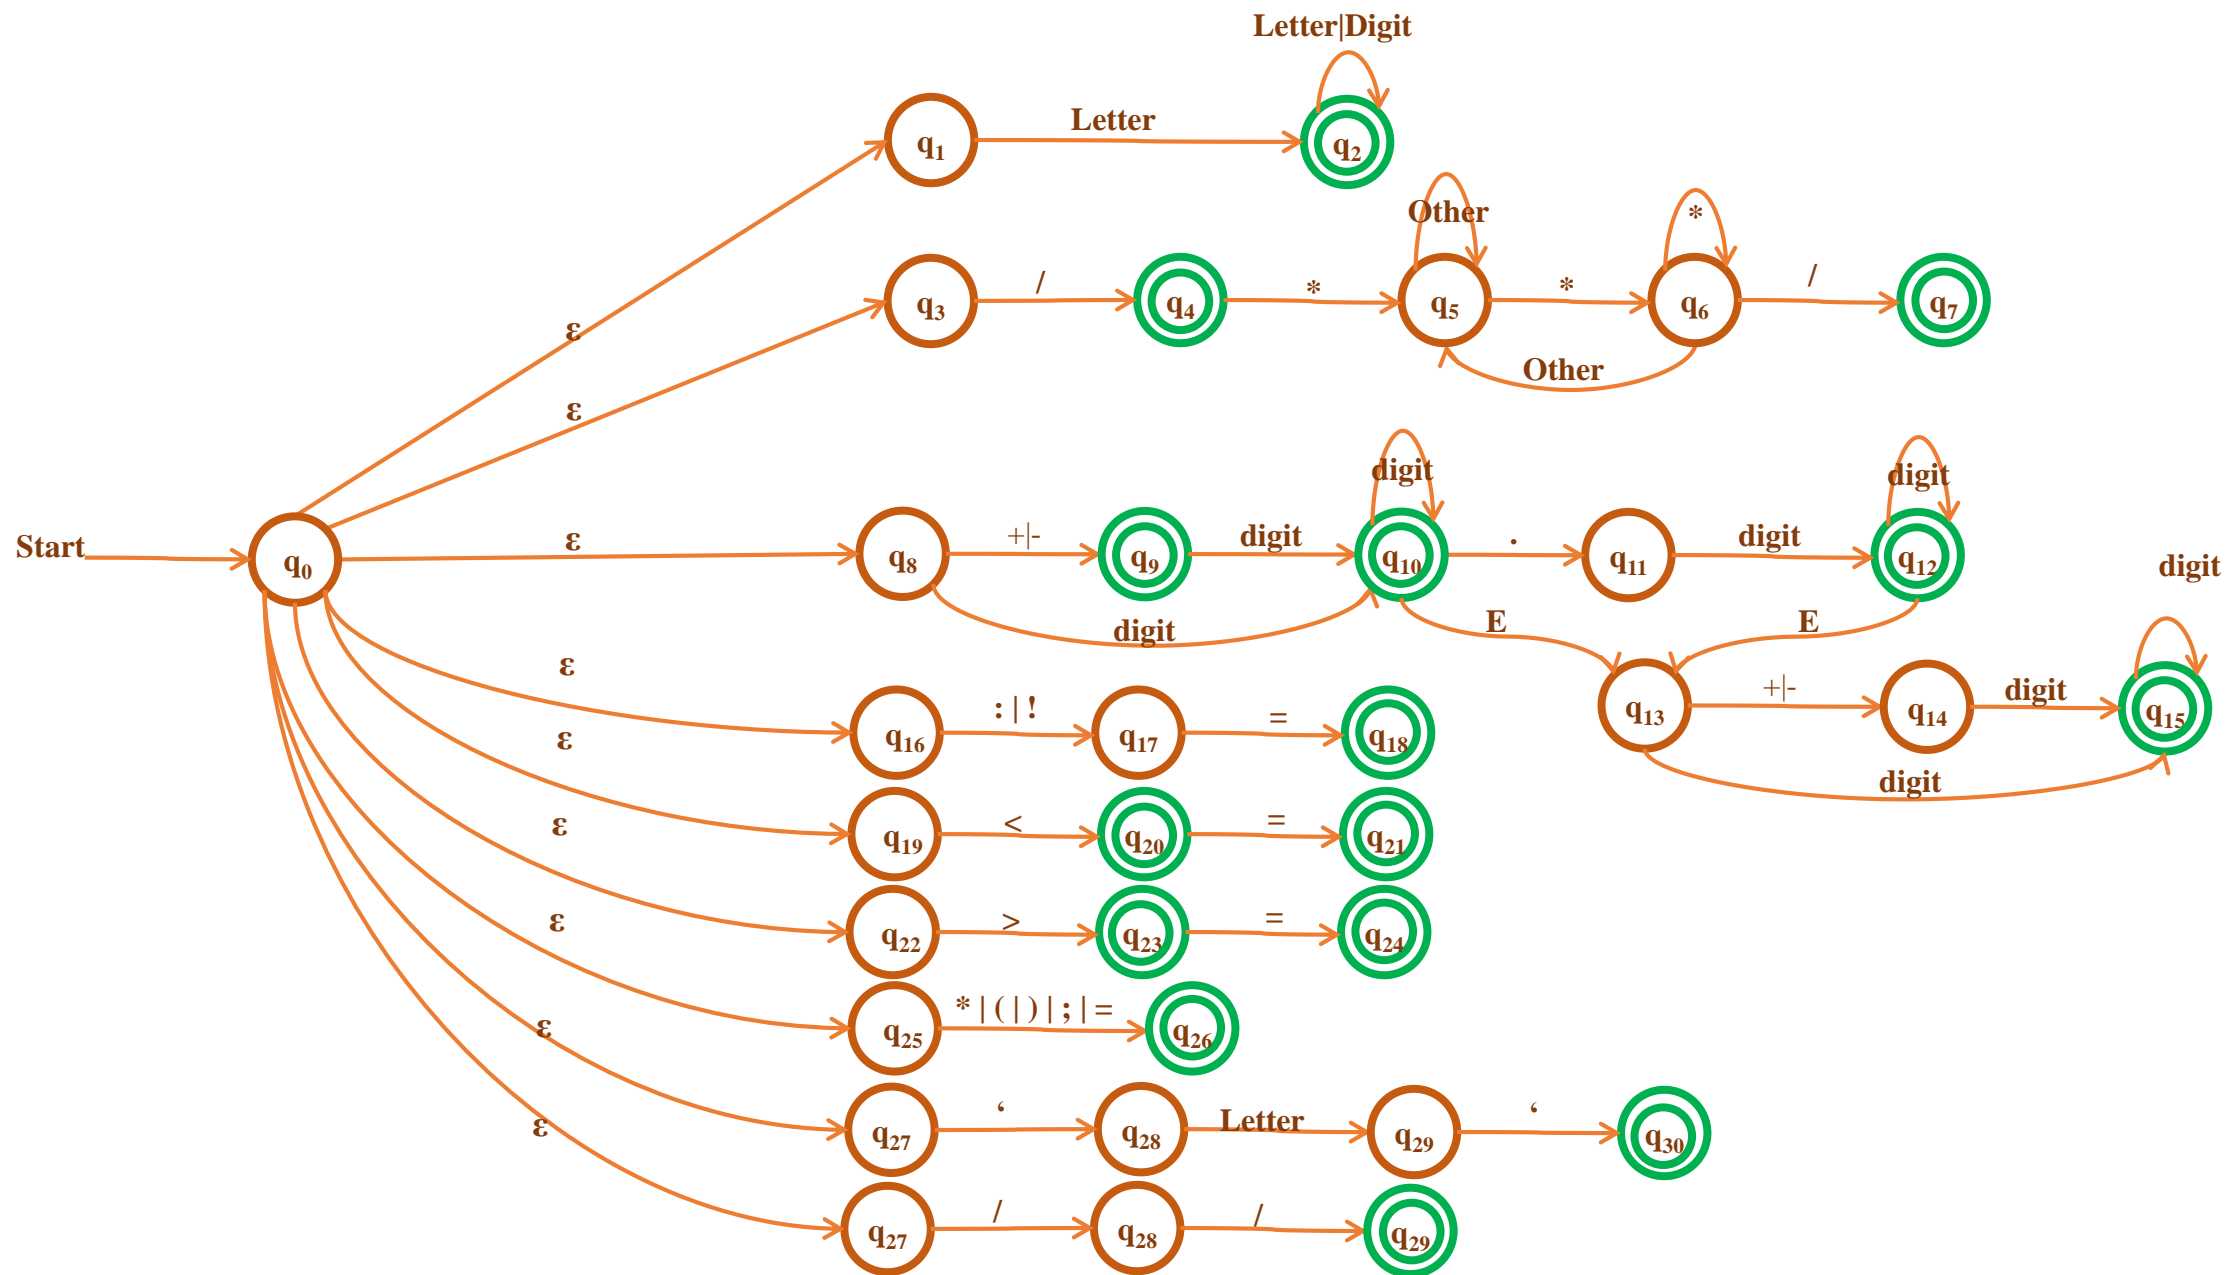 Letter|Digit
q1 Letter q2
Other *
q3 / q4 * q5 * q6 / q7
ε
Other
ε
digit digit
Start q0 ε q8 +|- q9 digit q10 . q11 digit q12 digit
digit E E
ε
q16 : | ! q17 = q18 q13 +|- q14 digit q15
ε
digit
q19 < q20 = q21
ε
q22 > q23 = q24
ε
q25 * | ( | ) | ; | = q26
ε
q27 ‘ q28 Letter q29 ‘ q30
ε
q27 / q28 / q29